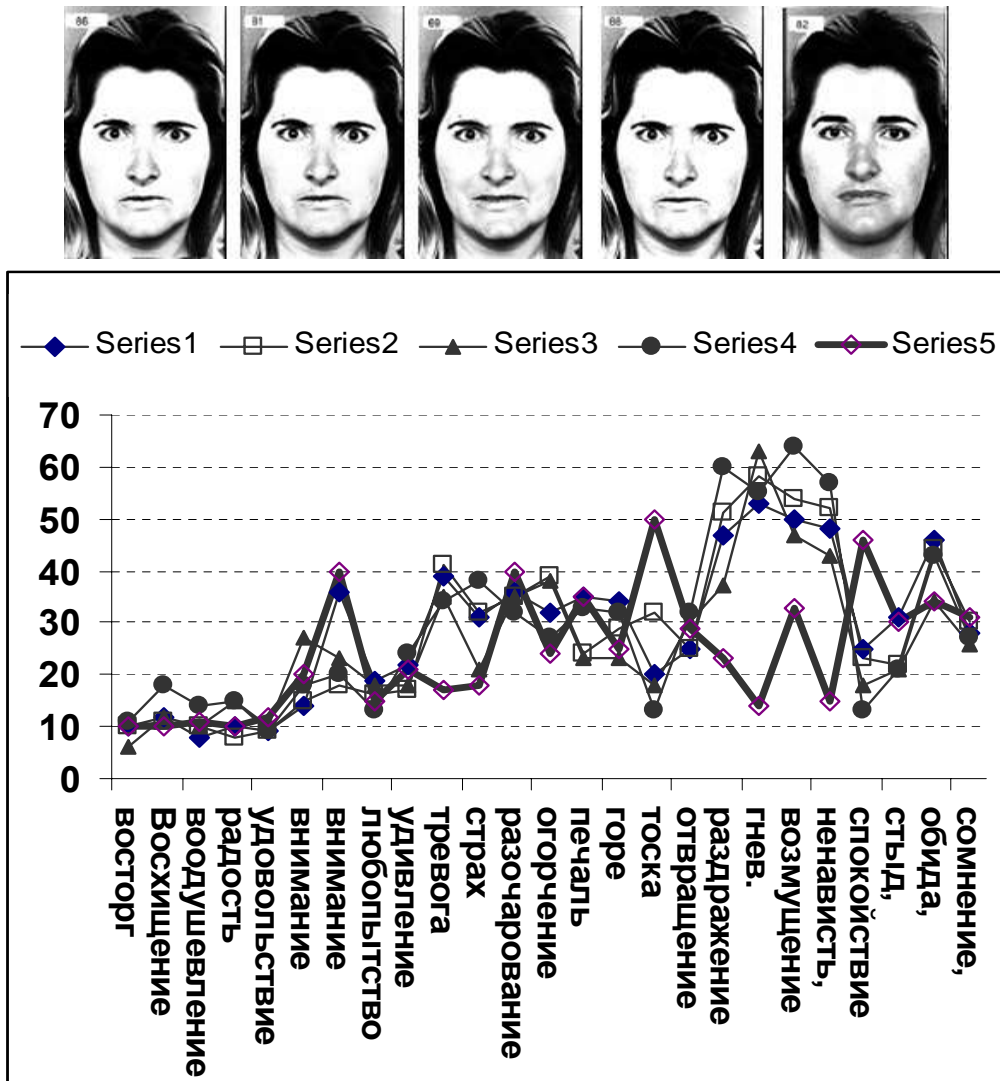 86 81 69 68 82
Series1 Series2 Series3 Series4 Series5
70
60
50
40
30
20
10
0
восторг
Восхищение
воодушевление
радость
удовольствие
внимание
внимание
любопытство
удивление
тревога
страх
разочарование
огорчение
печаль
горе
тоска
отвращение
раздражение
гнев.
возмущение
ненависть,
спокойствие
стыд,
обида,
сомнение,